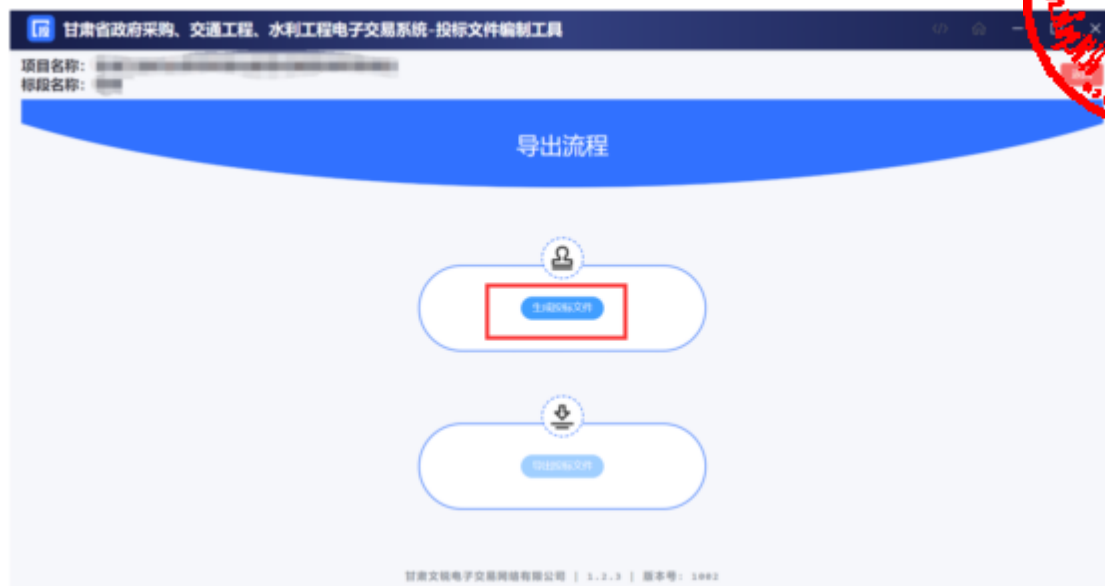 投 甘肃省政府采购、交通工程、水利工程电子交易系统-投标文件编制工具
项目名称：
标段名称：
导出流程
生成投标文件
导出投标文件
甘肃文锐电子交易网络有限公司 | 1.2.3 | 版本号: 1002